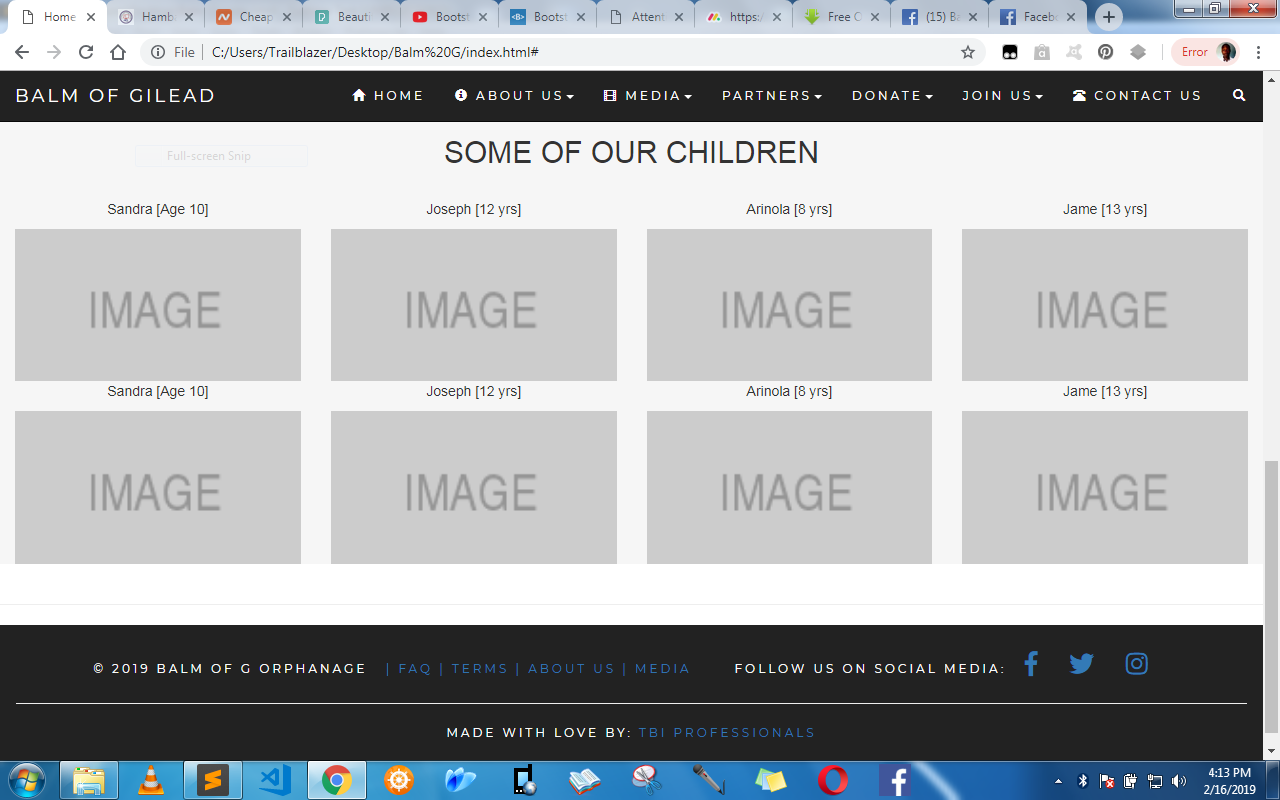 Home
Hamb
Cheap
Beauti
Bootst
Bootst
Attent
https:/
Free C
(15) Ba
Facebo
File
C:/Users/Trailblazer/Desktop/Balm%20G/index.html#
Error
BALM OF GILEAD
HOME
ABOUT US
MEDIA
PARTNERS
DONATE
JOIN US
CONTACT US
Full-screen Snip
SOME OF OUR CHILDREN
Sandra [Age 10]
Joseph [12 yrs]
Arinola [8 yrs]
Jame [13 yrs]
IMAGE
IMAGE
IMAGE
IMAGE
Sandra [Age 10]
Joseph [12 yrs]
Arinola [8 yrs]
Jame [13 yrs]
IMAGE
IMAGE
IMAGE
IMAGE
© 2019 BALM OF G ORPHANAGE | FAQ | TERMS | ABOUT US | MEDIA
FOLLOW US ON SOCIAL MEDIA:
MADE WITH LOVE BY: TBI PROFESSIONALS
4:13 PM
2/16/2019